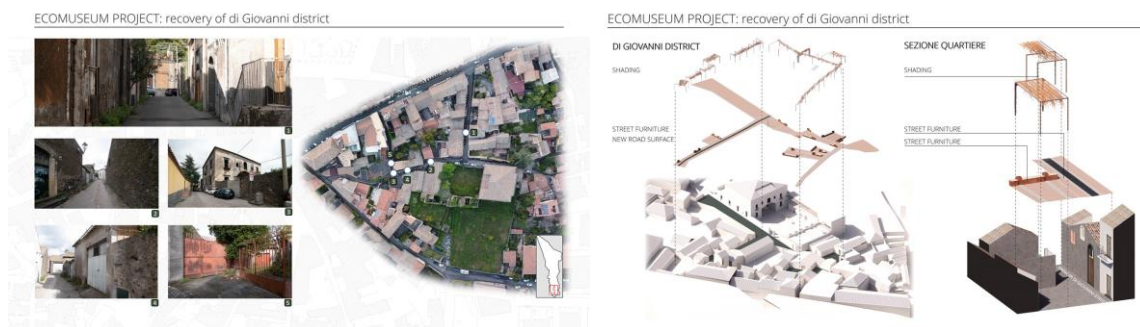 ECOMUSEUM PROJECT: recovery of di Giovanni district
1
2
3
4
5
ECOMUSEUM PROJECT: recovery of di Giovanni district
DI GIOVANNI DISTRICT
SHADING
STREET FURNITURE
NEW ROAD SURFACE
SEZIONE QUARTIERE
SHADING
STREET FURNITURE
STREET FURNITURE